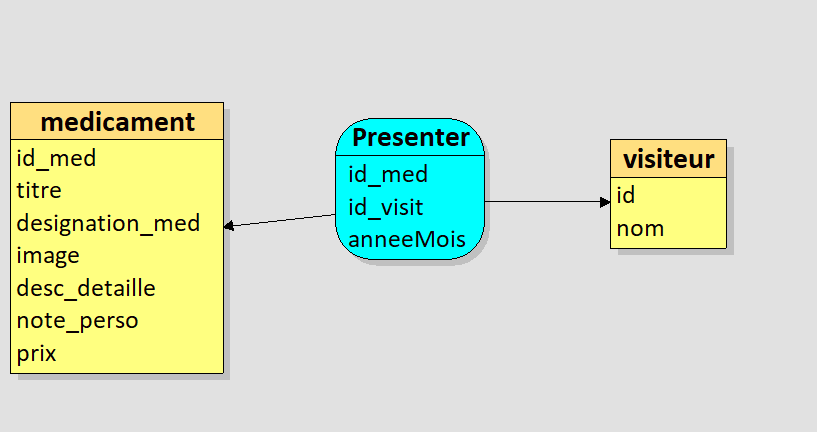 medicament
id_med
titre
designation_med
image
desc_detaille
note_perso
prix
Presenter
id_med
id_visit
anneeMois
visiteur
id
nom